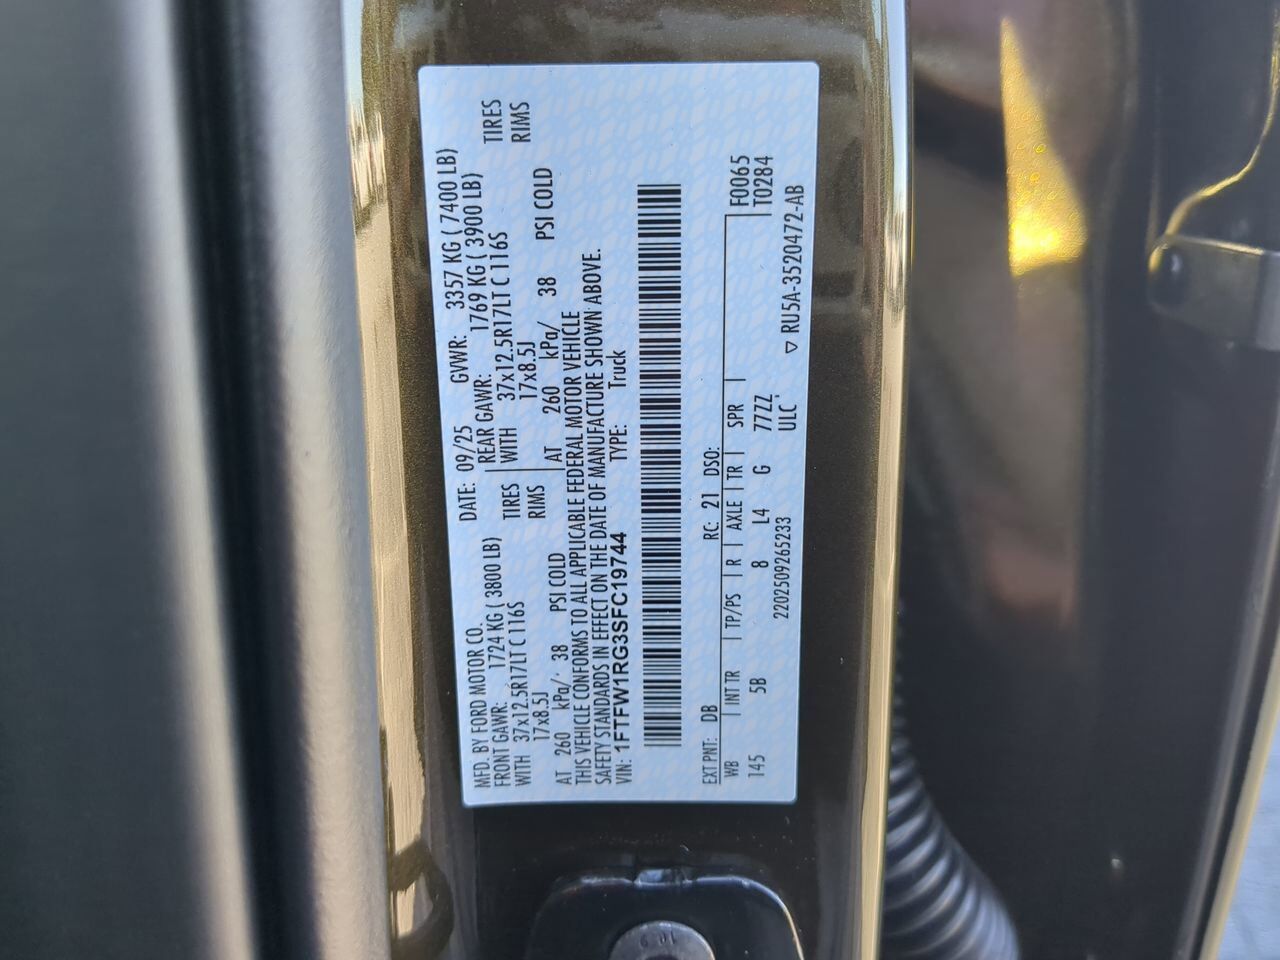 MFD. BY FORD MOTOR CO.
DATE: 09/25 GVWR: 3357 KG ( 7400 LB)
FRONT GAWR: 1724 KG ( 3800 LB) REAR GAWR: 1769 KG ( 3900 LB)
WITH 37x12.5R17LT C 116S TIRES WITH 37x12.5R17LT C 116S TIRES
17x8.5J RIMS 17x8.5J RIMS
AT 260 kPa/ 38 PSI COLD AT 260 kPa/ 38 PSI COLD
THIS VEHICLE CONFORMS TO ALL APPLICABLE FEDERAL MOTOR VEHICLE
SAFETY STANDARDS IN EFFECT ON THE DATE OF MANUFACTURE SHOWN ABOVE.
VIN: 1FTFW1RG3SFC19744 TYPE: Truck
EXT PNT: DB RC: 21 DSO:
WB INT TR TP/PS R AXLE TR SPR F0065
145 5B 8 L4 G 77ZZ T0284
2202509265233 ULC ▽ RU5A-3520472-AB